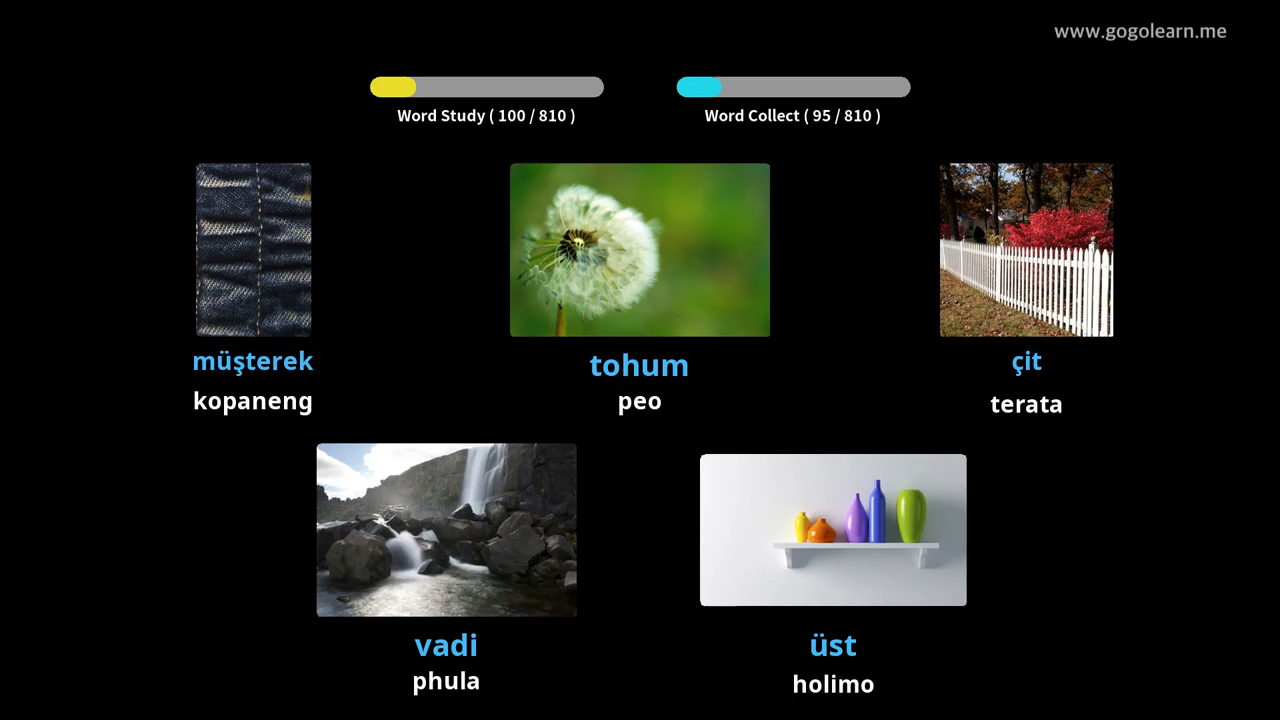 www.gogolearn.me
Word Study ( 100 / 810 )
Word Collect ( 95 / 810 )
müşterek
kopaneng
tohum
peo
çit
terata
vadi
phula
üst
holimo